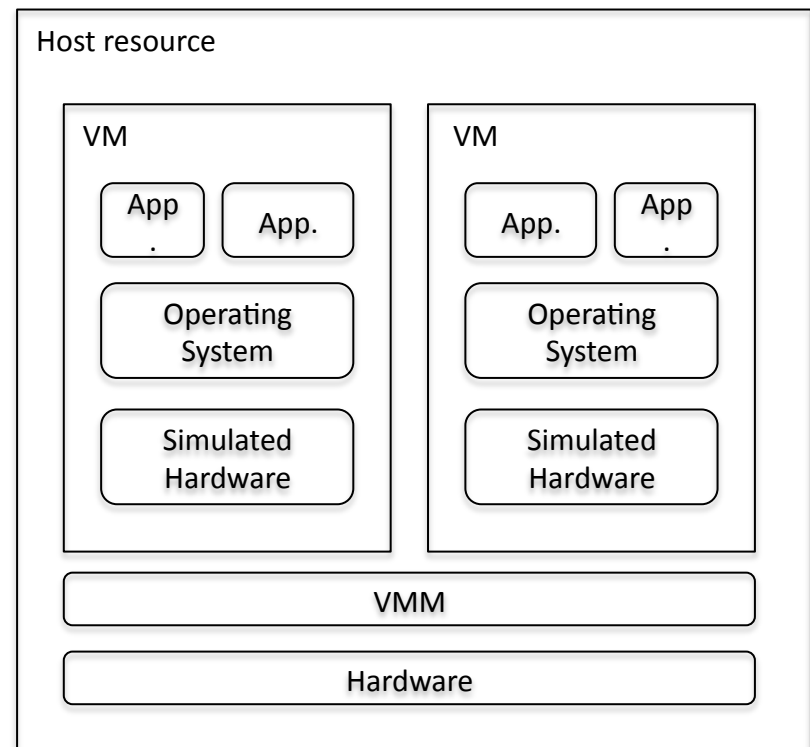 Host resource
VM
App
.
App.
Operating
System
Simulated
Hardware
VM
App.
App
.
Operating
System
Simulated
Hardware
VMM
Hardware